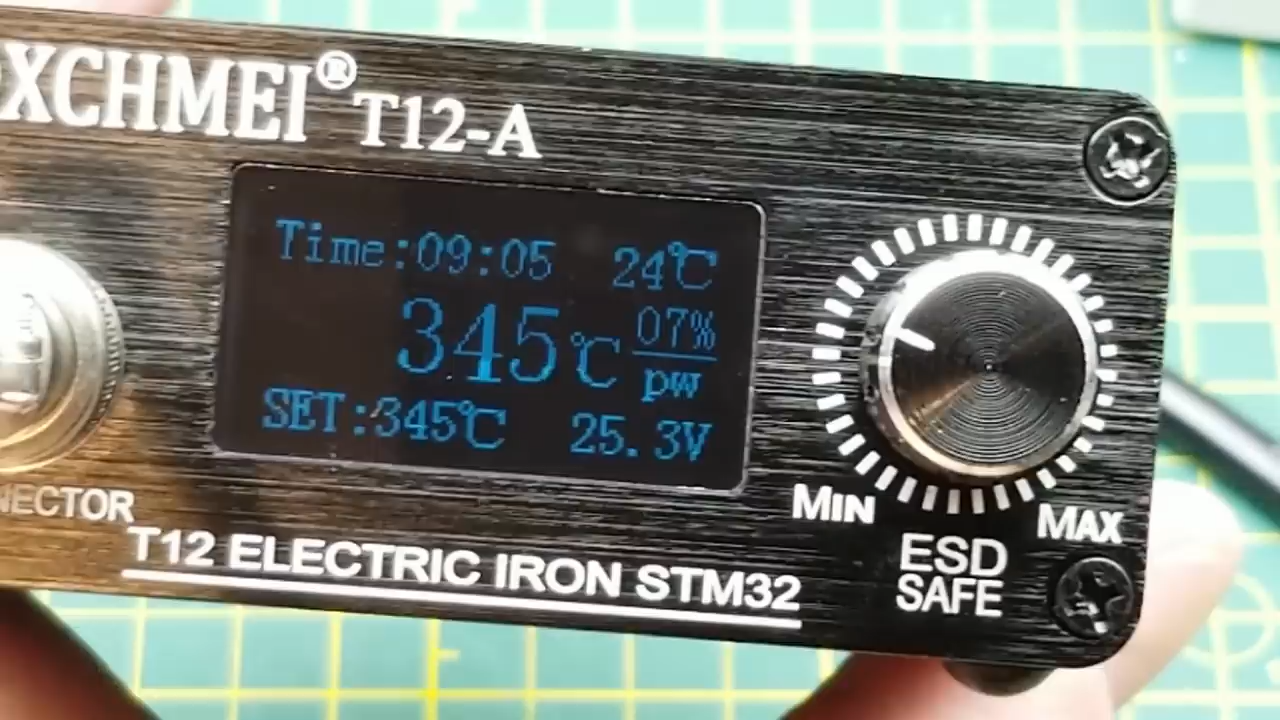 XCHMEI® T12-A
Time:09:05 24℃
345℃ 07%
pw
SET:345℃ 25.3V
NECTOR
MIN MAX
ESD
SAFE
T12 ELECTRIC IRON STM32